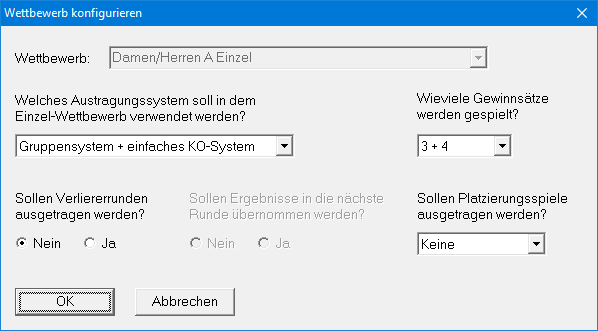 Wettbewerb konfigurieren
Wettbewerb: Damen/Herren A Einzel
Welches Austragungssystem soll in dem
Einzel-Wettbewerb verwendet werden?
Gruppensystem + einfaches KO-System
Wieviele Gewinnsätze
werden gespielt?
3 + 4
Sollen Verliererrunden
ausgetragen werden?
Nein Ja
Sollen Ergebnisse in die nächste
Runde übernommen werden?
Nein Ja
Sollen Platzierungsspiele
ausgetragen werden?
Keine
OK Abbrechen